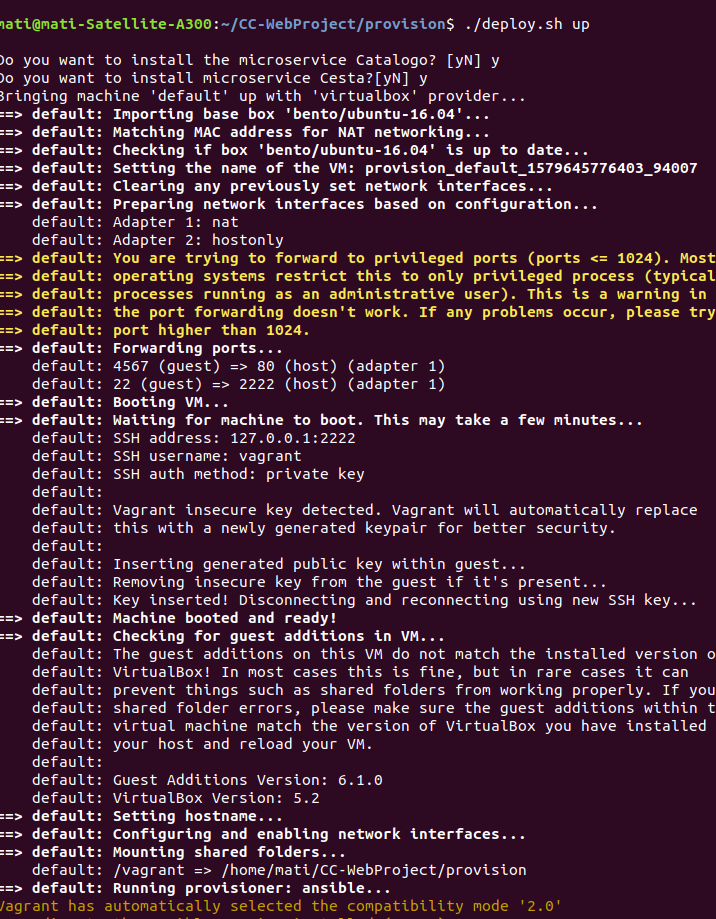 mati@mati-Satellite-A300:~/CC-WebProject/provision$ ./deploy.sh up
Do you want to install the microservice Catalogo? [yN] y
Do you want to install microservice Cesta?[yN] y
Bringing machine 'default' up with 'virtualbox' provider...
==> default: Importing base box 'bento/ubuntu-16.04'...
==> default: Matching MAC address for NAT networking...
==> default: Checking if box 'bento/ubuntu-16.04' is up to date...
==> default: Setting the name of the VM: provision_default_1579645776403_94007
==> default: Clearing any previously set network interfaces...
==> default: Preparing network interfaces based on configuration...
default: Adapter 1: nat
default: Adapter 2: hostonly
==> default: You are trying to forward to privileged ports (ports <= 1024). Most
==> default: operating systems restrict this to only privileged process (typical
==> default: processes running as an administrative user). This is a warning in
==> default: the port forwarding doesn't work. If any problems occur, please try
==> default: port higher than 1024.
==> default: Forwarding ports...
default: 4567 (guest) => 80 (host) (adapter 1)
default: 22 (guest) => 2222 (host) (adapter 1)
==> default: Booting VM...
==> default: Waiting for machine to boot. This may take a few minutes...
default: SSH address: 127.0.0.1:2222
default: SSH username: vagrant
default: SSH auth method: private key
default:
default: Vagrant insecure key detected. Vagrant will automatically replace
default: this with a newly generated keypair for better security.
default:
default: Inserting generated public key within guest...
default: Removing insecure key from the guest if it's present...
default: Key inserted! Disconnecting and reconnecting using new SSH key...
==> default: Machine booted and ready!
==> default: Checking for guest additions in VM...
default: The guest additions on this VM do not match the installed version o
default: VirtualBox! In most cases this is fine, but in rare cases it can
default: prevent things such as shared folders from working properly. If you
default: shared folder errors, please make sure the guest additions within t
default: virtual machine match the version of VirtualBox you have installed
default: your host and reload your VM.
default:
default: Guest Additions Version: 6.1.0
default: VirtualBox Version: 5.2
==> default: Setting hostname...
==> default: Configuring and enabling network interfaces...
==> default: Mounting shared folders...
default: /vagrant => /home/mati/CC-WebProject/provision
==> default: Running provisioner: ansible...
Vagrant has automatically selected the compatibility mode '2.0'